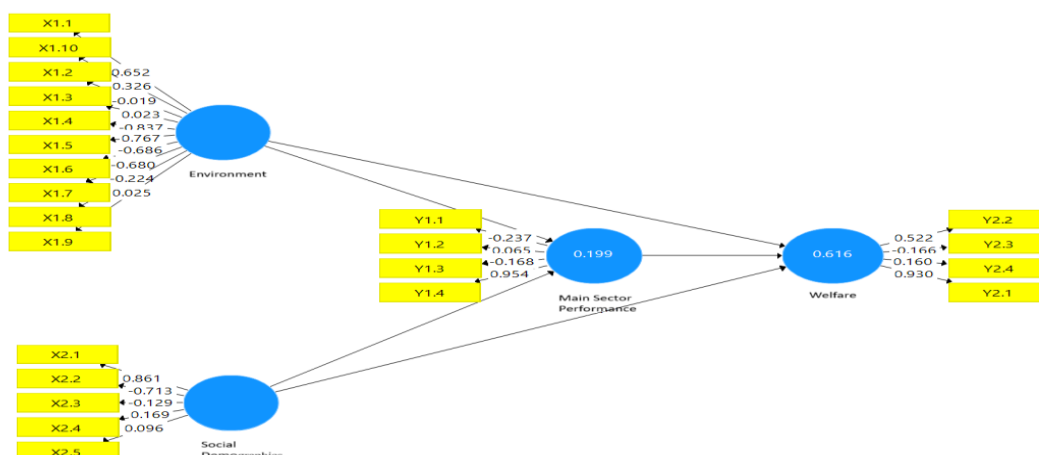 X1.1
X1.10
X1.2
X1.3
X1.4
X1.5
X1.6
X1.7
X1.8
X1.9
0.652
0.326
-0.019
0.023
-0.837
-0.767
-0.686
-0.680
-0.224
0.025
Environment
Y1.1
Y1.2
Y1.3
Y1.4
-0.237
0.065
-0.168
0.954
0.199
Main Sector
Performance
0.616
Welfare
0.522
-0.166
0.160
0.930
Y2.2
Y2.3
Y2.4
Y2.1
X2.1
X2.2
X2.3
X2.4
X2.5
0.861
-0.713
-0.129
0.169
0.096
Social